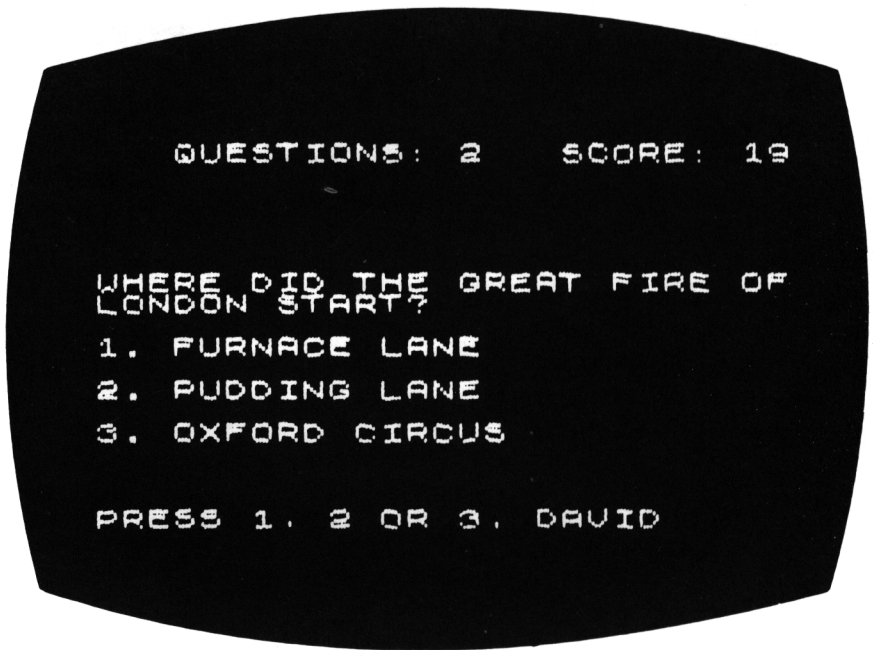 QUESTIONS: 2 SCORE: 19
WHERE DID THE GREAT FIRE OF
LONDON START?
1. FURNACE LANE
2. PUDDING LANE
3. OXFORD CIRCUS
PRESS 1, 2 OR 3, DAVID